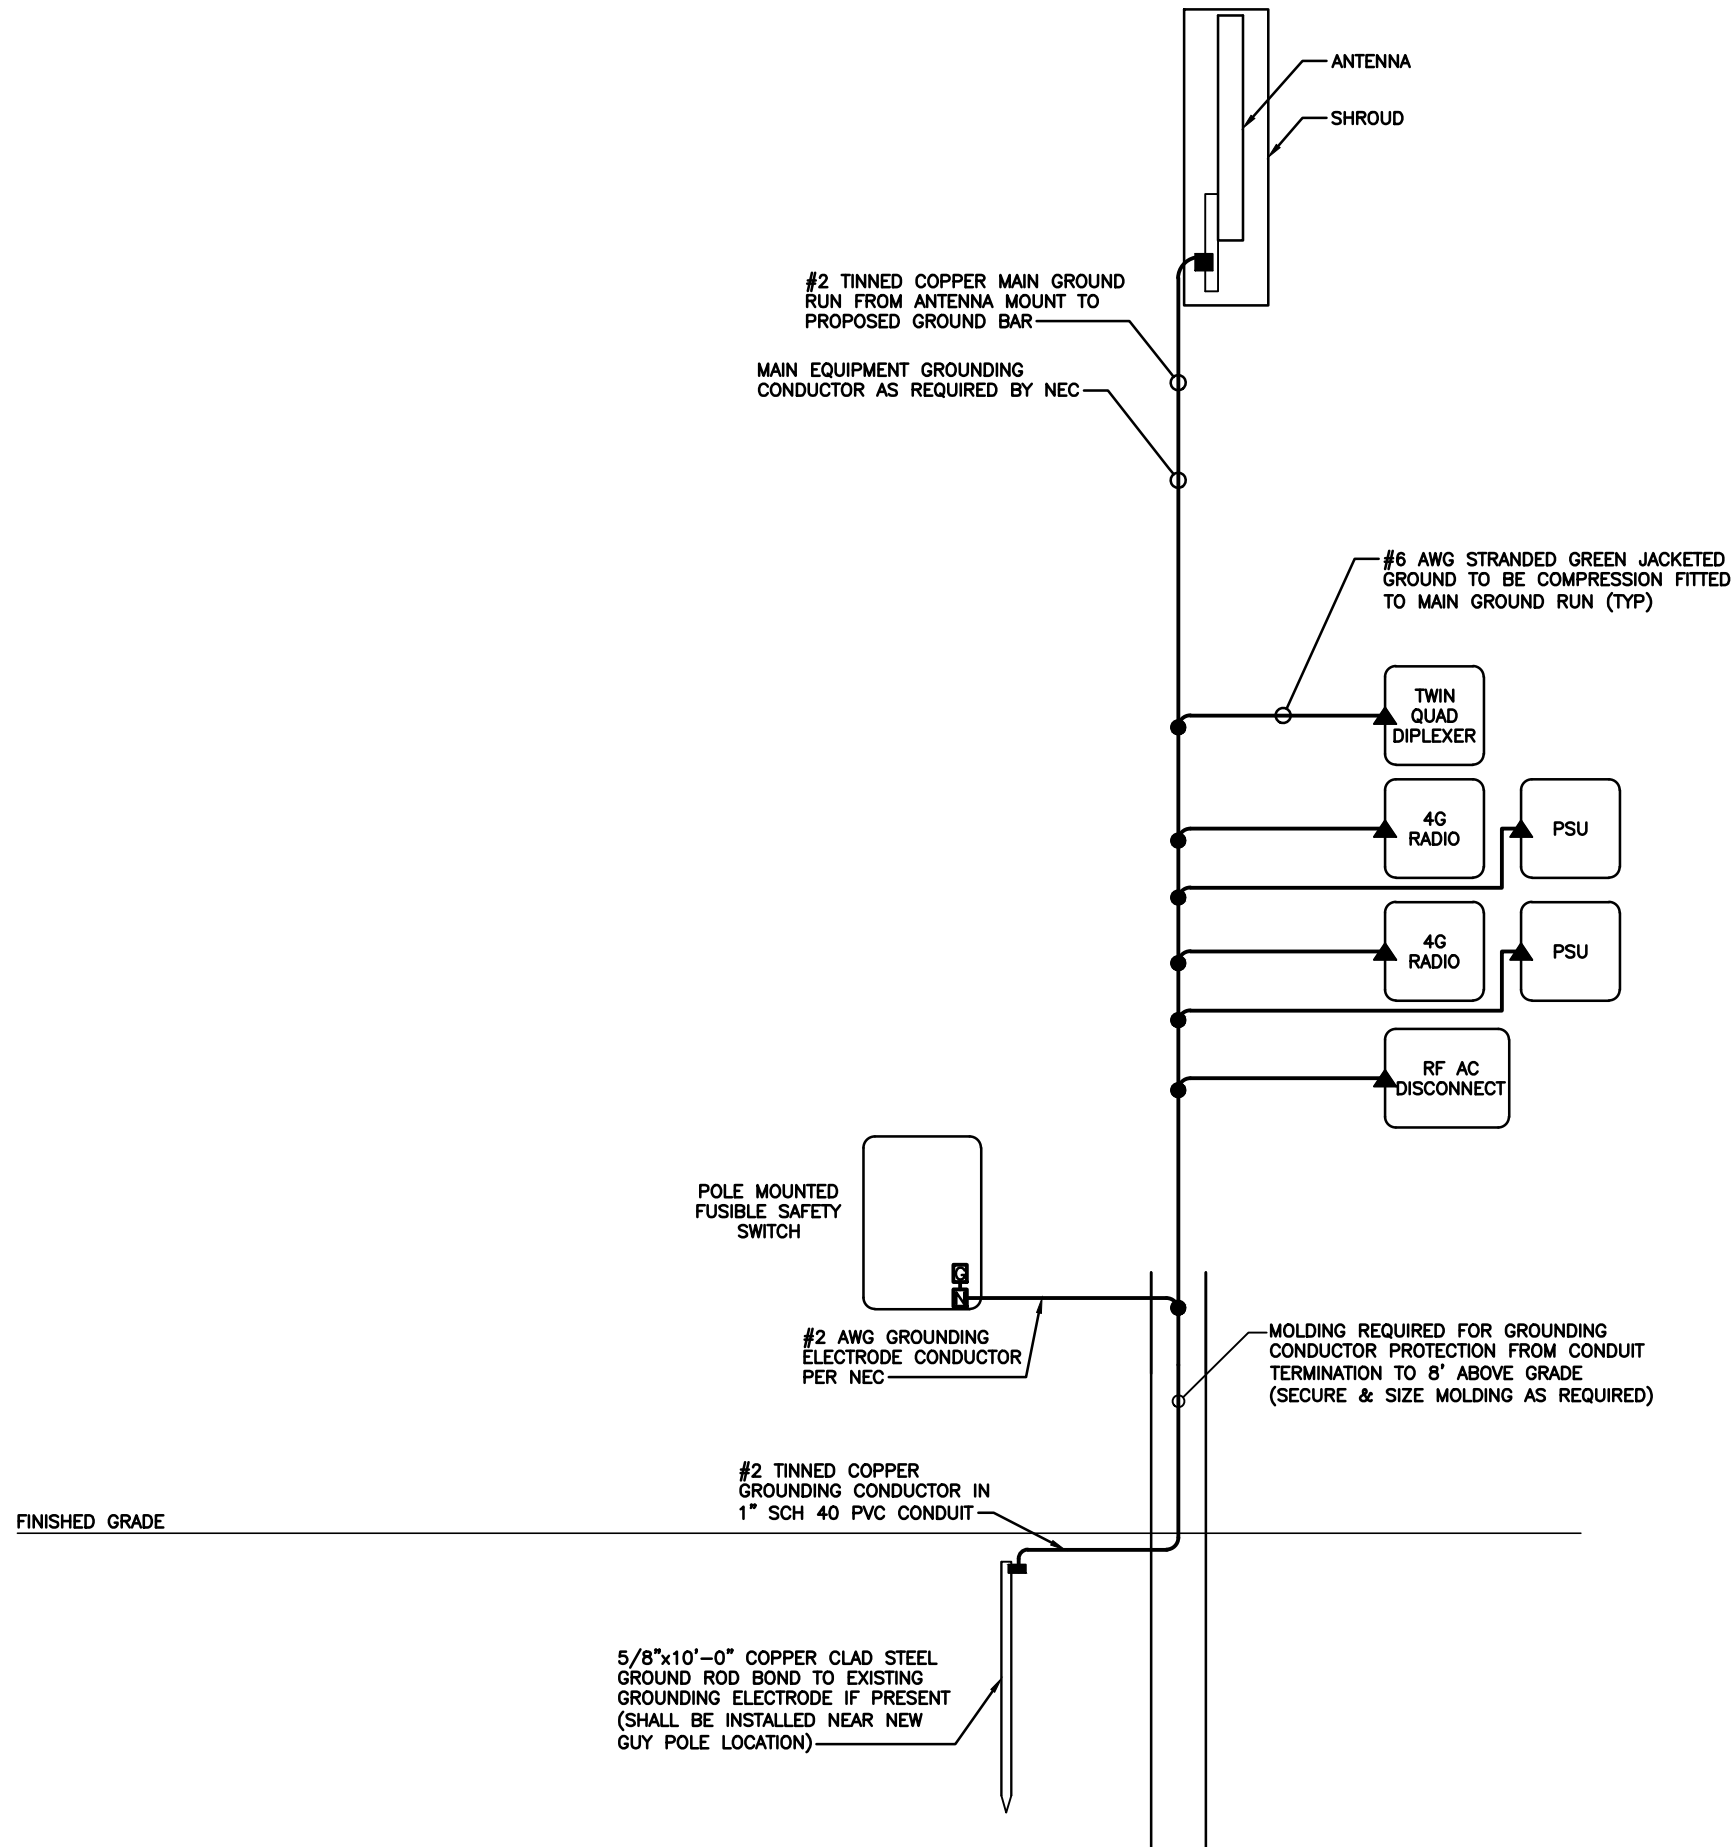 ANTENNA
SHROUD
#2 TINNED COPPER MAIN GROUND
RUN FROM ANTENNA MOUNT TO
PROPOSED GROUND BAR
MAIN EQUIPMENT GROUNDING
CONDUCTOR AS REQUIRED BY NEC
#6 AWG STRANDED GREEN JACKETED
GROUND TO BE COMPRESSION FITTED
TO MAIN GROUND RUN (TYP)
TWIN
QUAD
DIPLEXER
4G
RADIO
PSU
4G
RADIO
PSU
RF AC
DISCONNECT
POLE MOUNTED
FUSIBLE SAFETY
SWITCH
G
N
#2 AWG GROUNDING
ELECTRODE CONDUCTOR
PER NEC
MOLDING REQUIRED FOR GROUNDING
CONDUCTOR PROTECTION FROM CONDUIT
TERMINATION TO 8' ABOVE GRADE
(SECURE & SIZE MOLDING AS REQUIRED)
#2 TINNED COPPER
GROUNDING CONDUCTOR IN
1" SCH 40 PVC CONDUIT
FINISHED GRADE
5/8"x10'-0" COPPER CLAD STEEL
GROUND ROD BOND TO EXISTING
GROUNDING ELECTRODE IF PRESENT
(SHALL BE INSTALLED NEAR NEW
GUY POLE LOCATION)